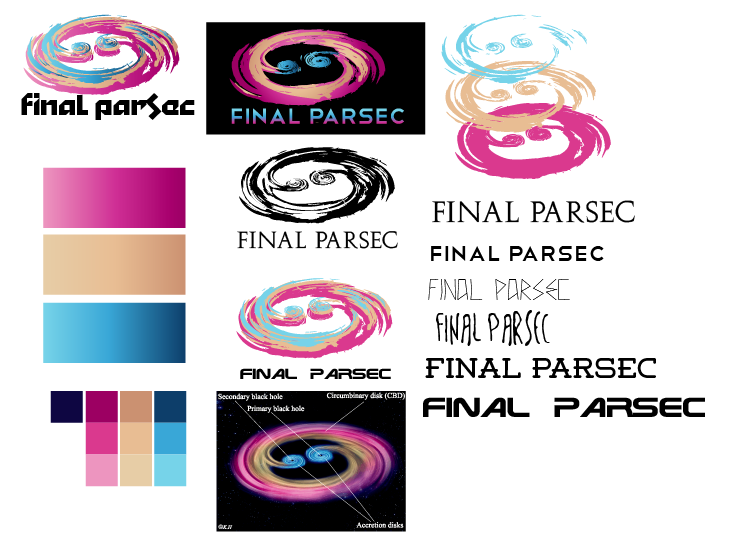 final parsec
FINAL PARSEC
FINAL PARSEC
FINAL PARSEC
FINAL PARSEC
FINAL PARSEC
FINAL PARSEC
FINAL PARSEC
FINAL PARSEC
FINAL PARSEC
Secondary black hole
Circumbinary disk (CBD)
Primary black hole
Accretion disks